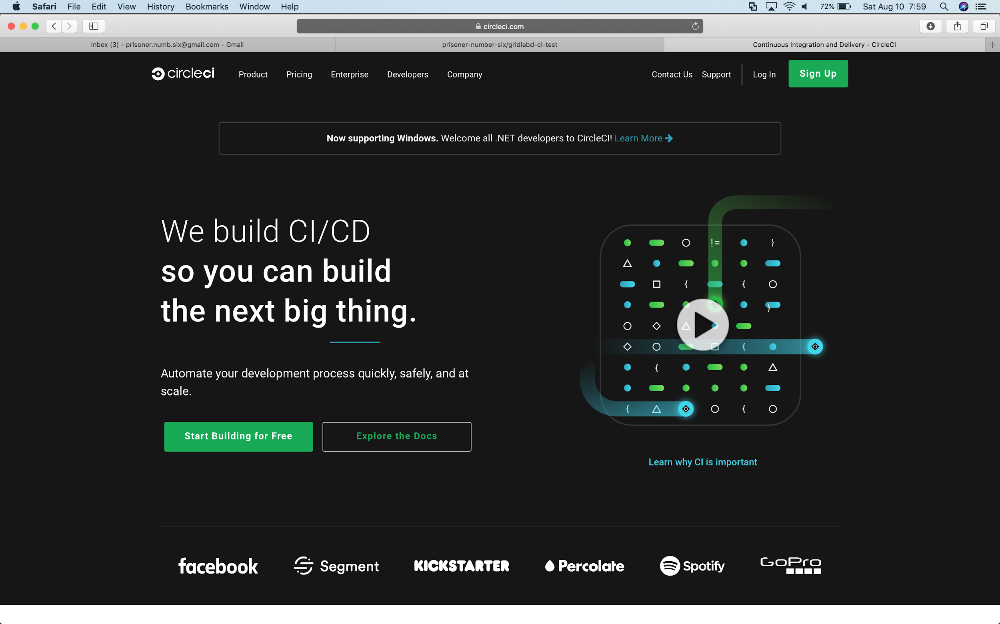 Safari File Edit View History Bookmarks Window Help 72% Sat Aug 10 7:59
circleci.com
Inbox (3) - prisoner.numb.six@gmail.com - Gmail prisoner-number-six/gridlabd-ci-test Continuous Integration and Delivery - CircleCI
circleci Product Pricing Enterprise Developers Company Contact Us Support Log In Sign Up
Now supporting Windows. Welcome all .NET developers to CircleCI! Learn More
We build CI/CD
so you can build
the next big thing.
Automate your development process quickly, safely, and at
scale.
Start Building for Free Explore the Docs
!= }
{ {
}
{
{
{ {
Learn why CI is important
facebook Segment KICKSTARTER Percolate Spotify GoPro